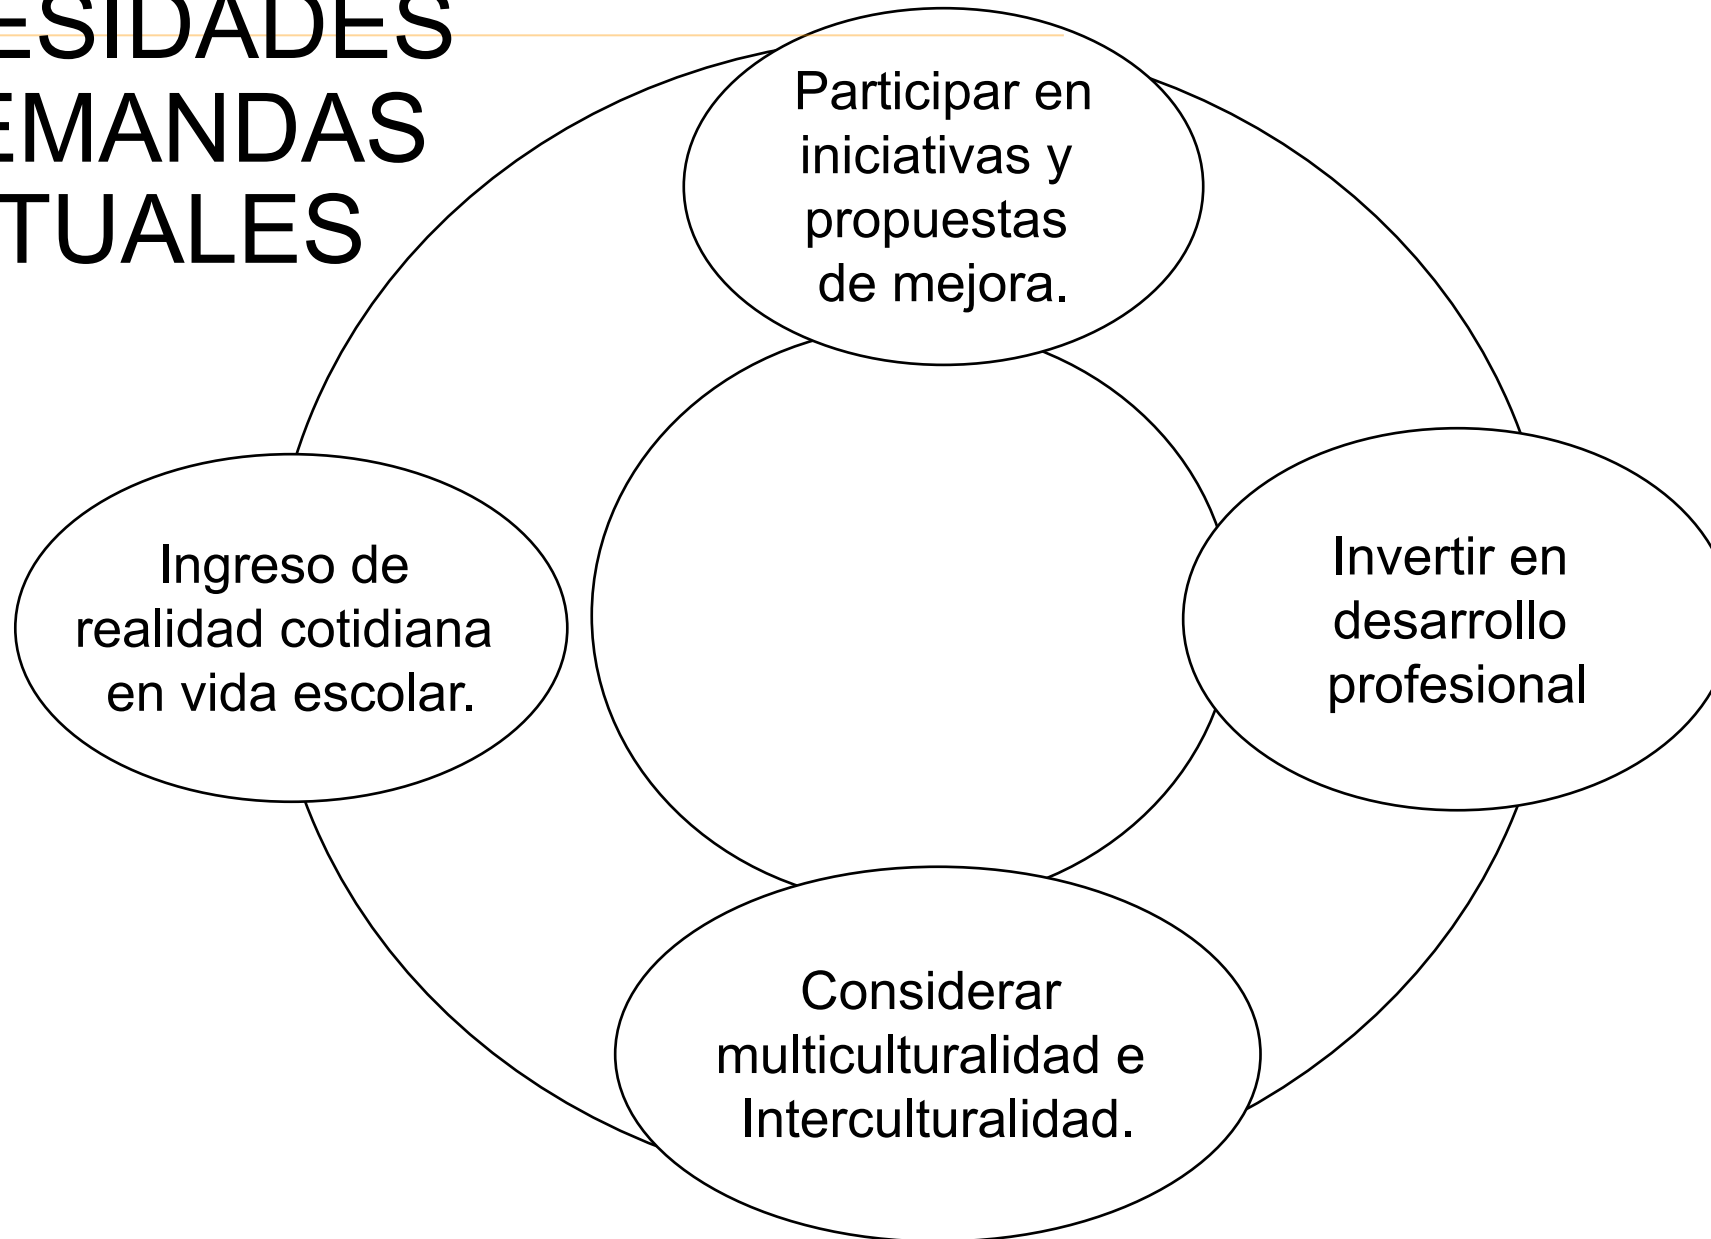 ESIDADES
EMANDAS
TUALES
Participar en
iniciativas y
propuestas
de mejora.
Ingreso de
realidad cotidiana
en vida escolar.
Invertir en
desarrollo
profesional
Considerar
multiculturalidad e
Interculturalidad.